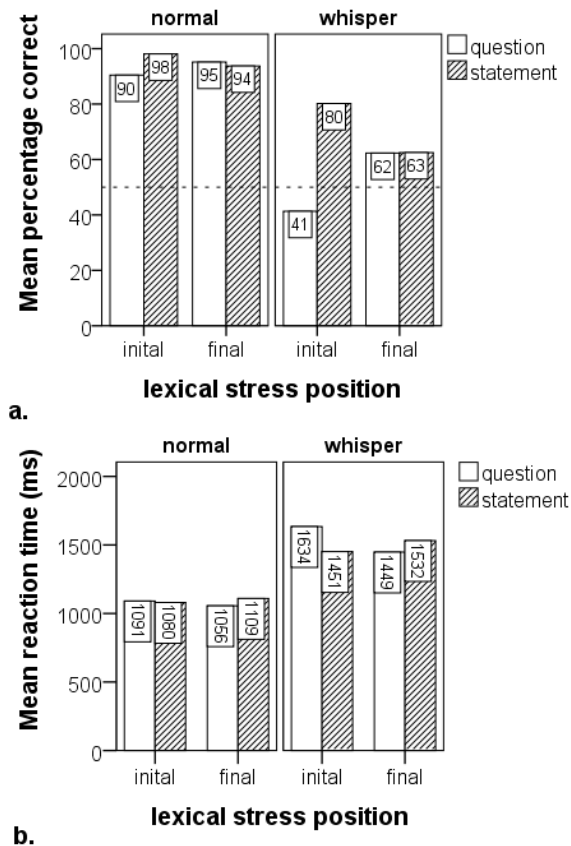 normal whisper
Mean percentage correct
100
80
60
40
20
0
90 98 95 94 41 80 62 63
question
statement
inital final inital final
lexical stress position
a.
normal whisper
Mean reaction time (ms)
2000
1500
1000
500
0
1091 1080 1056 1109 1634 1451 1449 1532
question
statement
inital final inital final
lexical stress position
b.